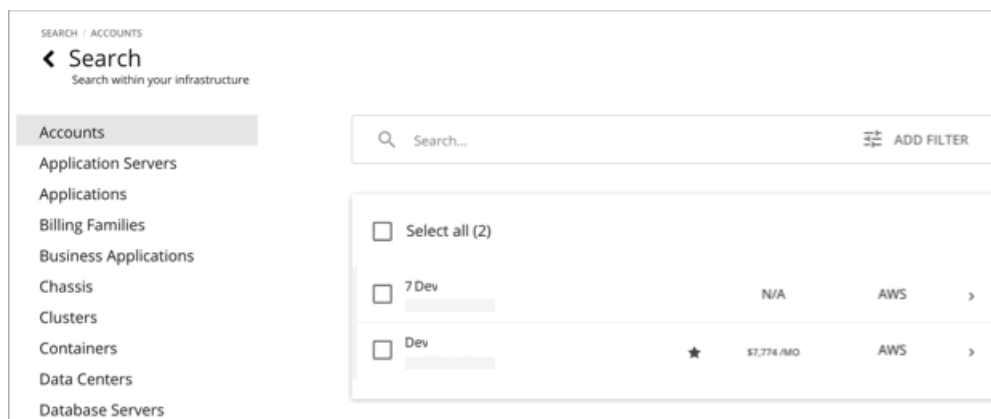 SEARCH / ACCOUNTS
Search
Search within your infrastructure
Accounts
Application Servers
Applications
Billing Families
Business Applications
Chassis
Clusters
Containers
Data Centers
Database Servers
Search...
ADD FILTER
Select all (2)
7 Dev
N/A
AWS
Dev
$7,774 /MO
AWS